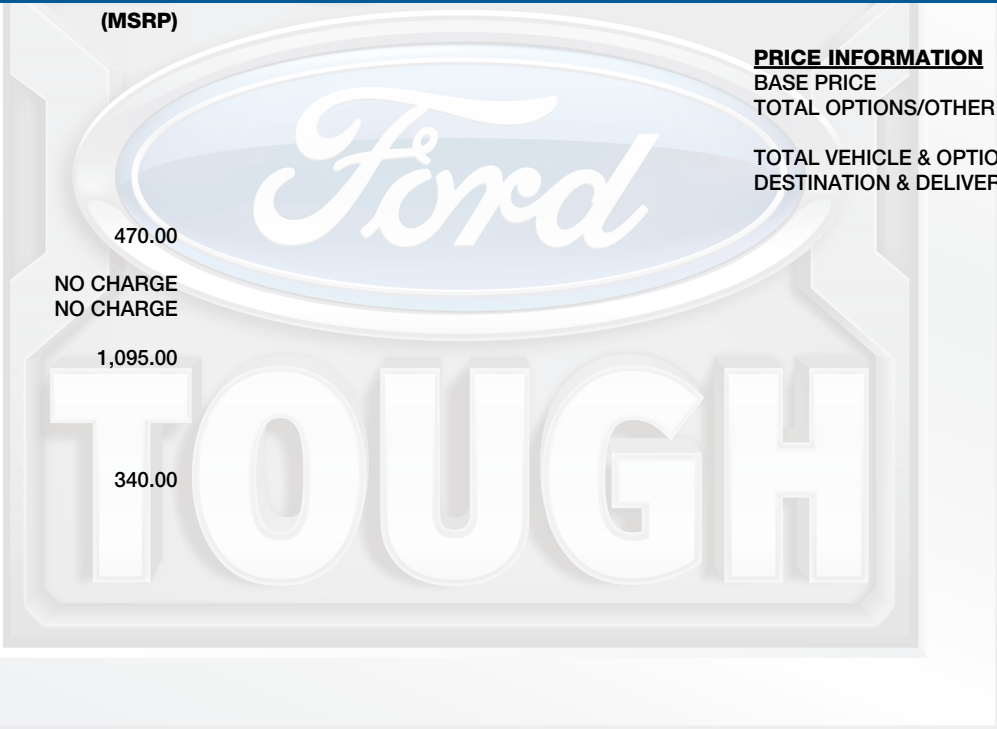 (MSRP)
PRICE INFORMATION
BASE PRICE
TOTAL OPTIONS/OTHER
TOTAL VEHICLE & OPTIO
DESTINATION & DELIVER
470.00
NO CHARGE
NO CHARGE
1,095.00
340.00
Ford
TOUGH